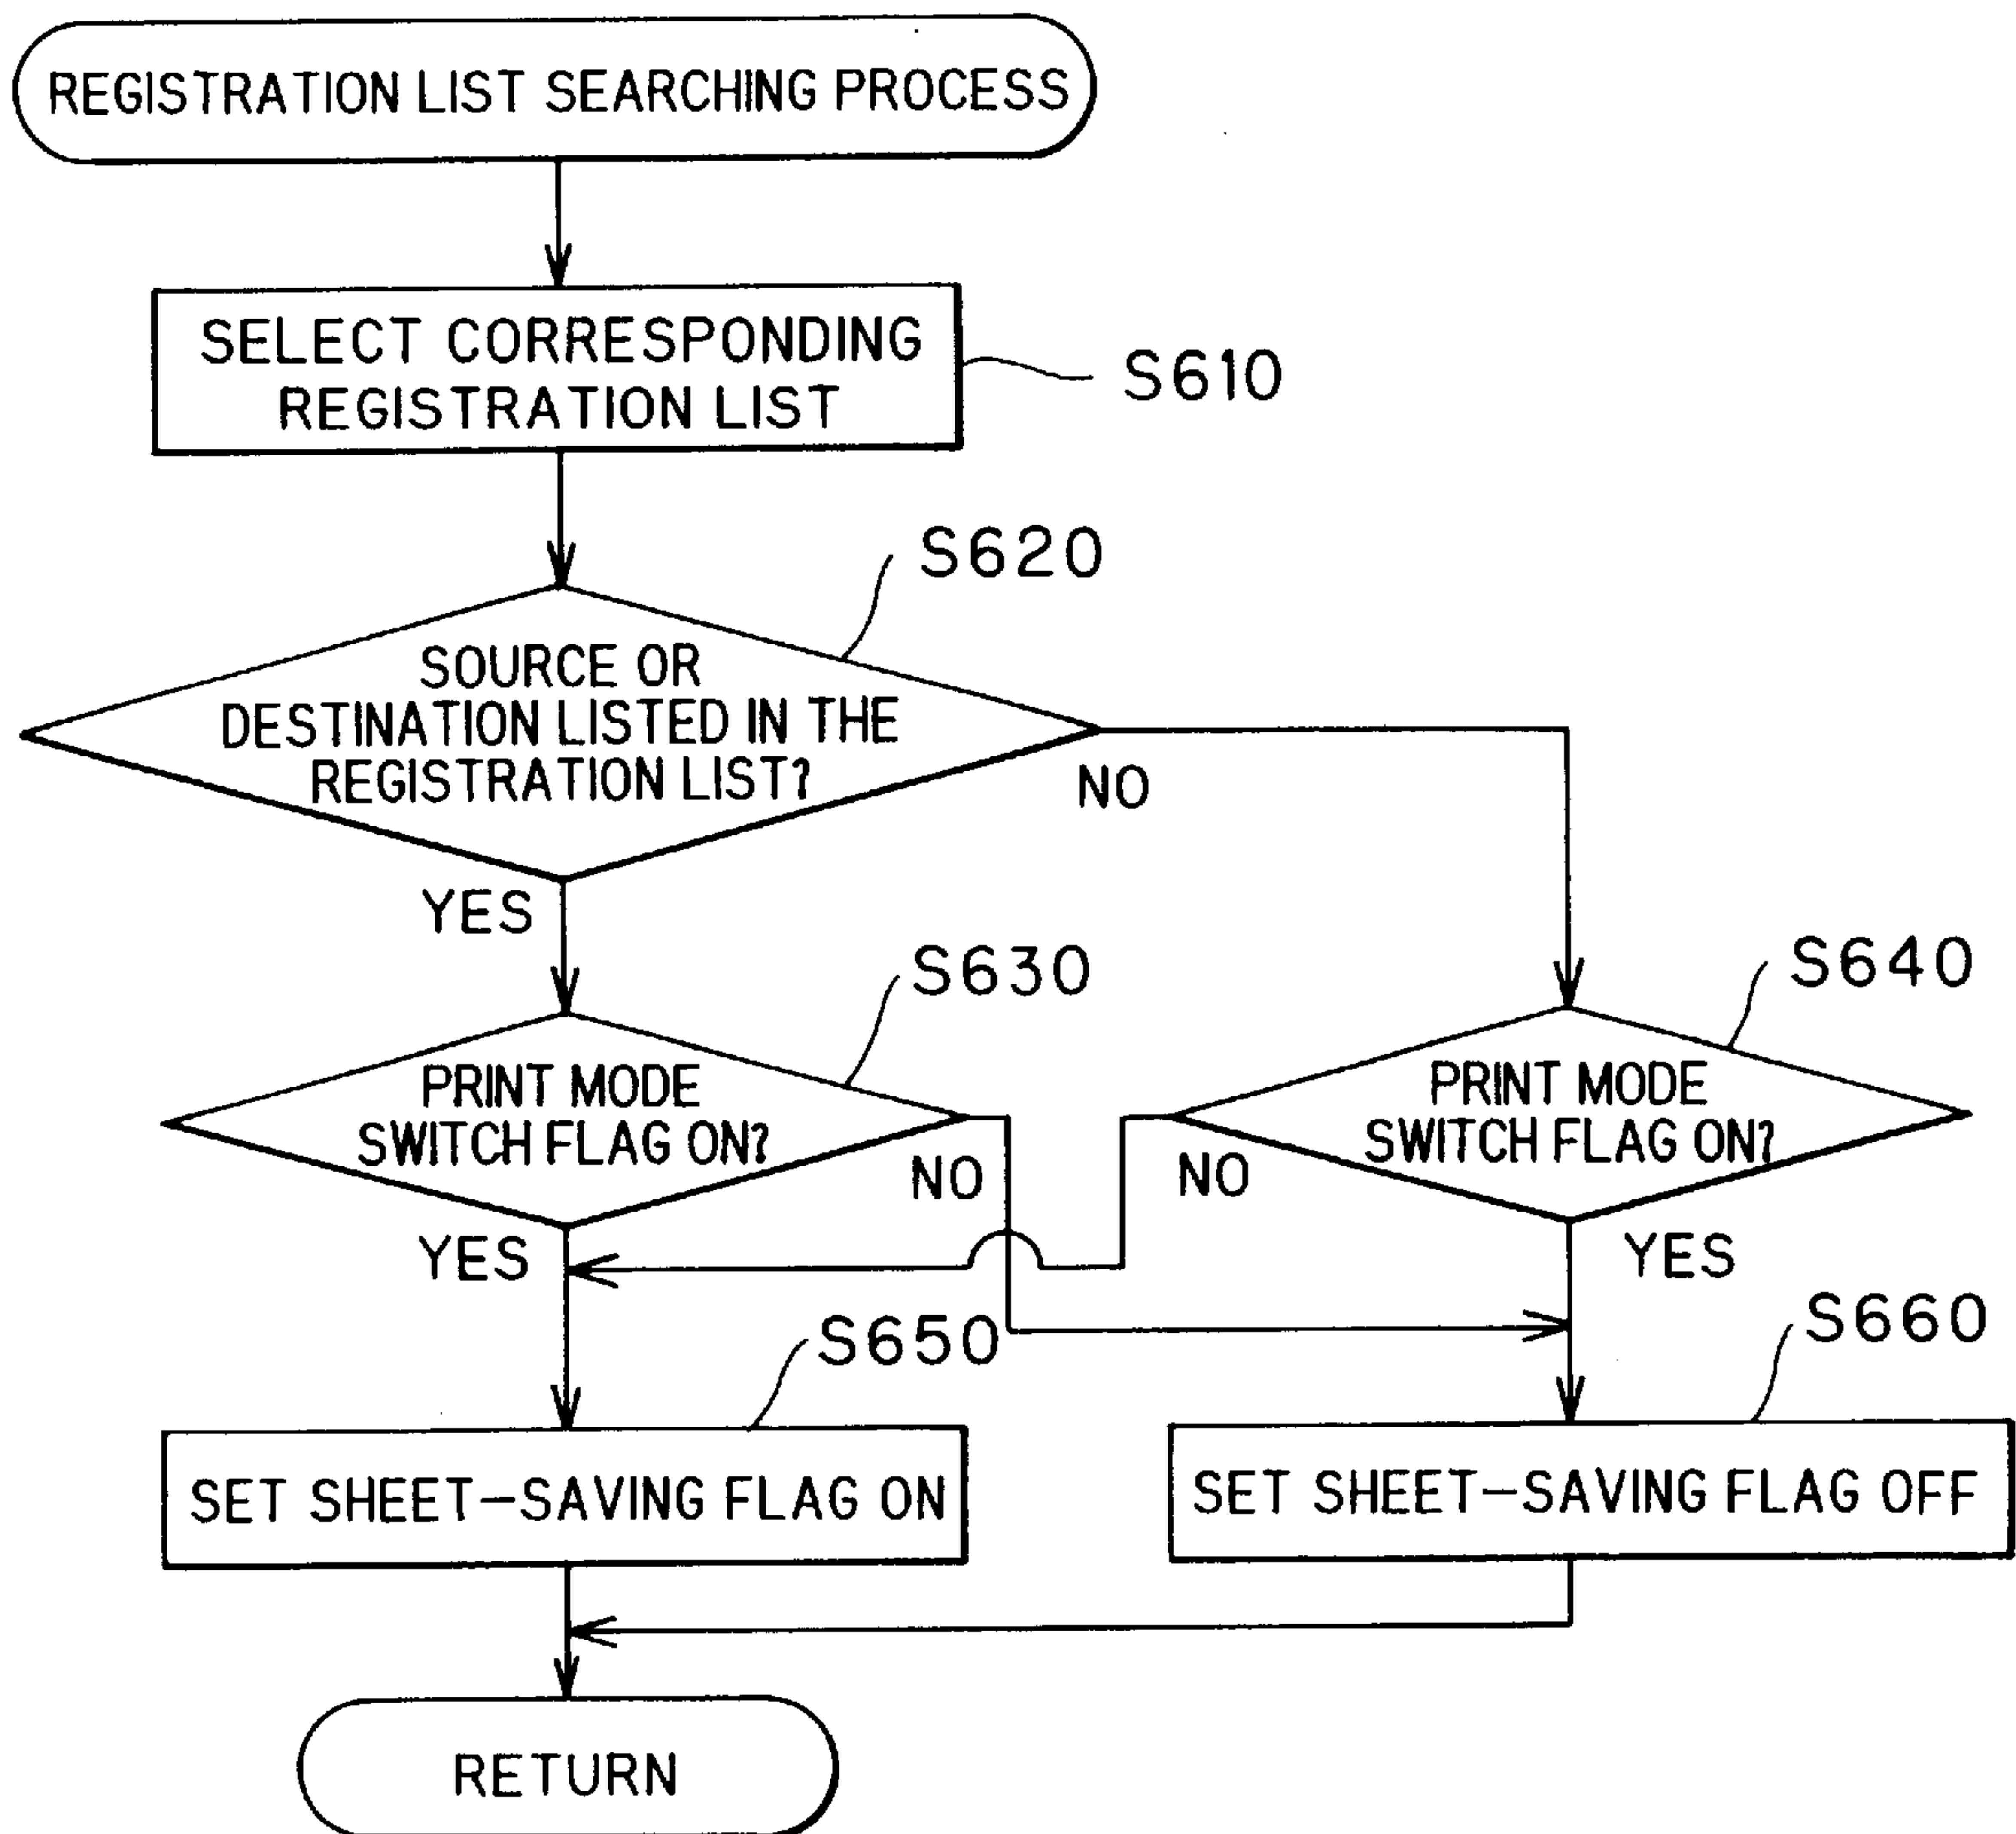 REGISTRATION LIST SEARCHING PROCESS
SELECT CORRESPONDING
REGISTRATION LIST
S610
S620
SOURCE OR
DESTINATION LISTED IN THE
REGISTRATION LIST?
NO
YES
S630
S640
PRINT MODE
SWITCH FLAG ON?
NO
YES
PRINT MODE
SWITCH FLAG ON?
NO
YES
S650
S660
SET SHEET-SAVING FLAG ON
SET SHEET-SAVING FLAG OFF
RETURN